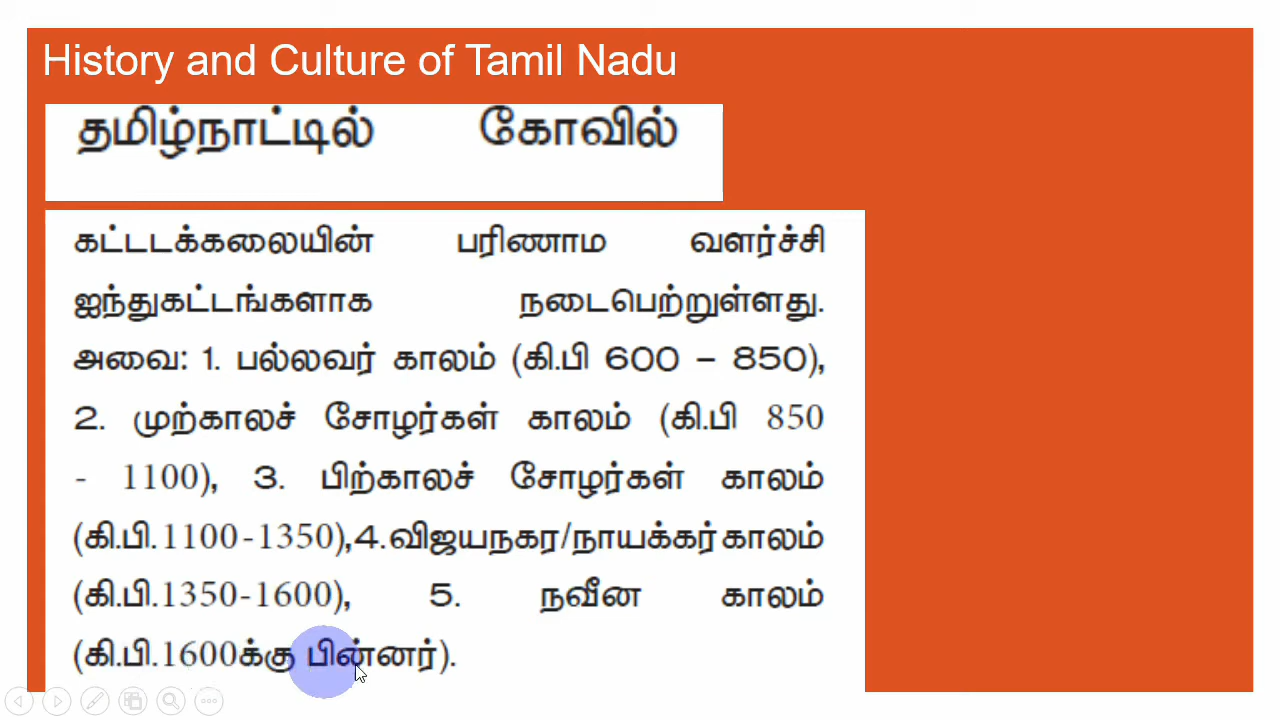 History and Culture of Tamil Nadu
தமிழ்நாட்டில் கோவில்
கட்டடக்கலையின் பரிணாம வளர்ச்சி
ஐந்துகட்டங்களாக நடைபெற்றுள்ளது.
அவை: 1. பல்லவர் காலம் (கி.பி 600 – 850),
2. முற்காலச் சோழர்கள் காலம் (கி.பி 850
- 1100), 3. பிற்காலச் சோழர்கள் காலம்
(கி.பி.1100-1350),4.விஜயநகர/நாயக்கர்காலம்
(கி.பி.1350-1600), 5. நவீன காலம்
(கி.பி.1600க்கு பின்னர்).